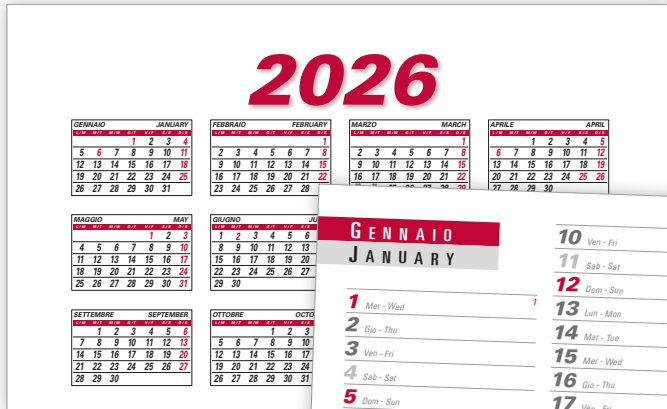 2026
GENNAIO JANUARY
L/M M/T M/W G/T V/F S/S D/S
1 2 3 4
5 6 7 8 9 10 11
12 13 14 15 16 17 18
19 20 21 22 23 24 25
26 27 28 29 30 31
FEBBRAIO FEBRUARY
L/M M/T M/W G/T V/F S/S D/S
1
2 3 4 5 6 7 8
9 10 11 12 13 14 15
16 17 18 19 20 21 22
23 24 25 26 27 28
MARZO MARCH
L/M M/T M/W G/T V/F S/S D/S
1
2 3 4 5 6 7 8
9 10 11 12 13 14 15
16 17 18 19 20 21 22
26 27 28 29
APRILE APRIL
L/M M/T M/W G/T V/F S/S D/S
1 2 3 4 5
6 7 8 9 10 11 12
13 14 15 16 17 18 19
20 21 22 23 24 25 26
27 28 29 30
MAGGIO MAY
L/M M/T M/W G/T V/F S/S D/S
1 2 3
4 5 6 7 8 9 10
11 12 13 14 15 16 17
18 19 20 21 22 23 24
25 26 27 28 29 30 31
GIUGNO JU
L/M M/T M/W G/T V/F S/S
1 2 3 4 5 6
8 9 10 11 12 13
15 16 17 18 19 20
22 23 24 25 26 27
29 30
SETTEMBRE SEPTEMBER
L/M M/T M/W G/T V/F S/S D/S
1 2 3 4 5 6
7 8 9 10 11 12 13
14 15 16 17 18 19 20
21 22 23 24 25 26 27
28 29 30
OTTOBRE OCTO
L/M M/T M/W G/T V/F S/S
1 2 3
5 6 7 8 9 10
12 13 14 15 16 17
19 20 21 22 23 24
26 27 28 29 30 31
GENNAIO
JANUARY
1 Mer - Wed 1
2 Gio - Thu
3 Ven - Fri
4 Sab - Sat
5 Dom - Sun
10 Ven - Fri
11 Sab - Sat
12 Dom - Sun
13 Lun - Mon
14 Mar - Tue
15 Mer - Wed
16 Gio - Thu
17 Ven - Fri